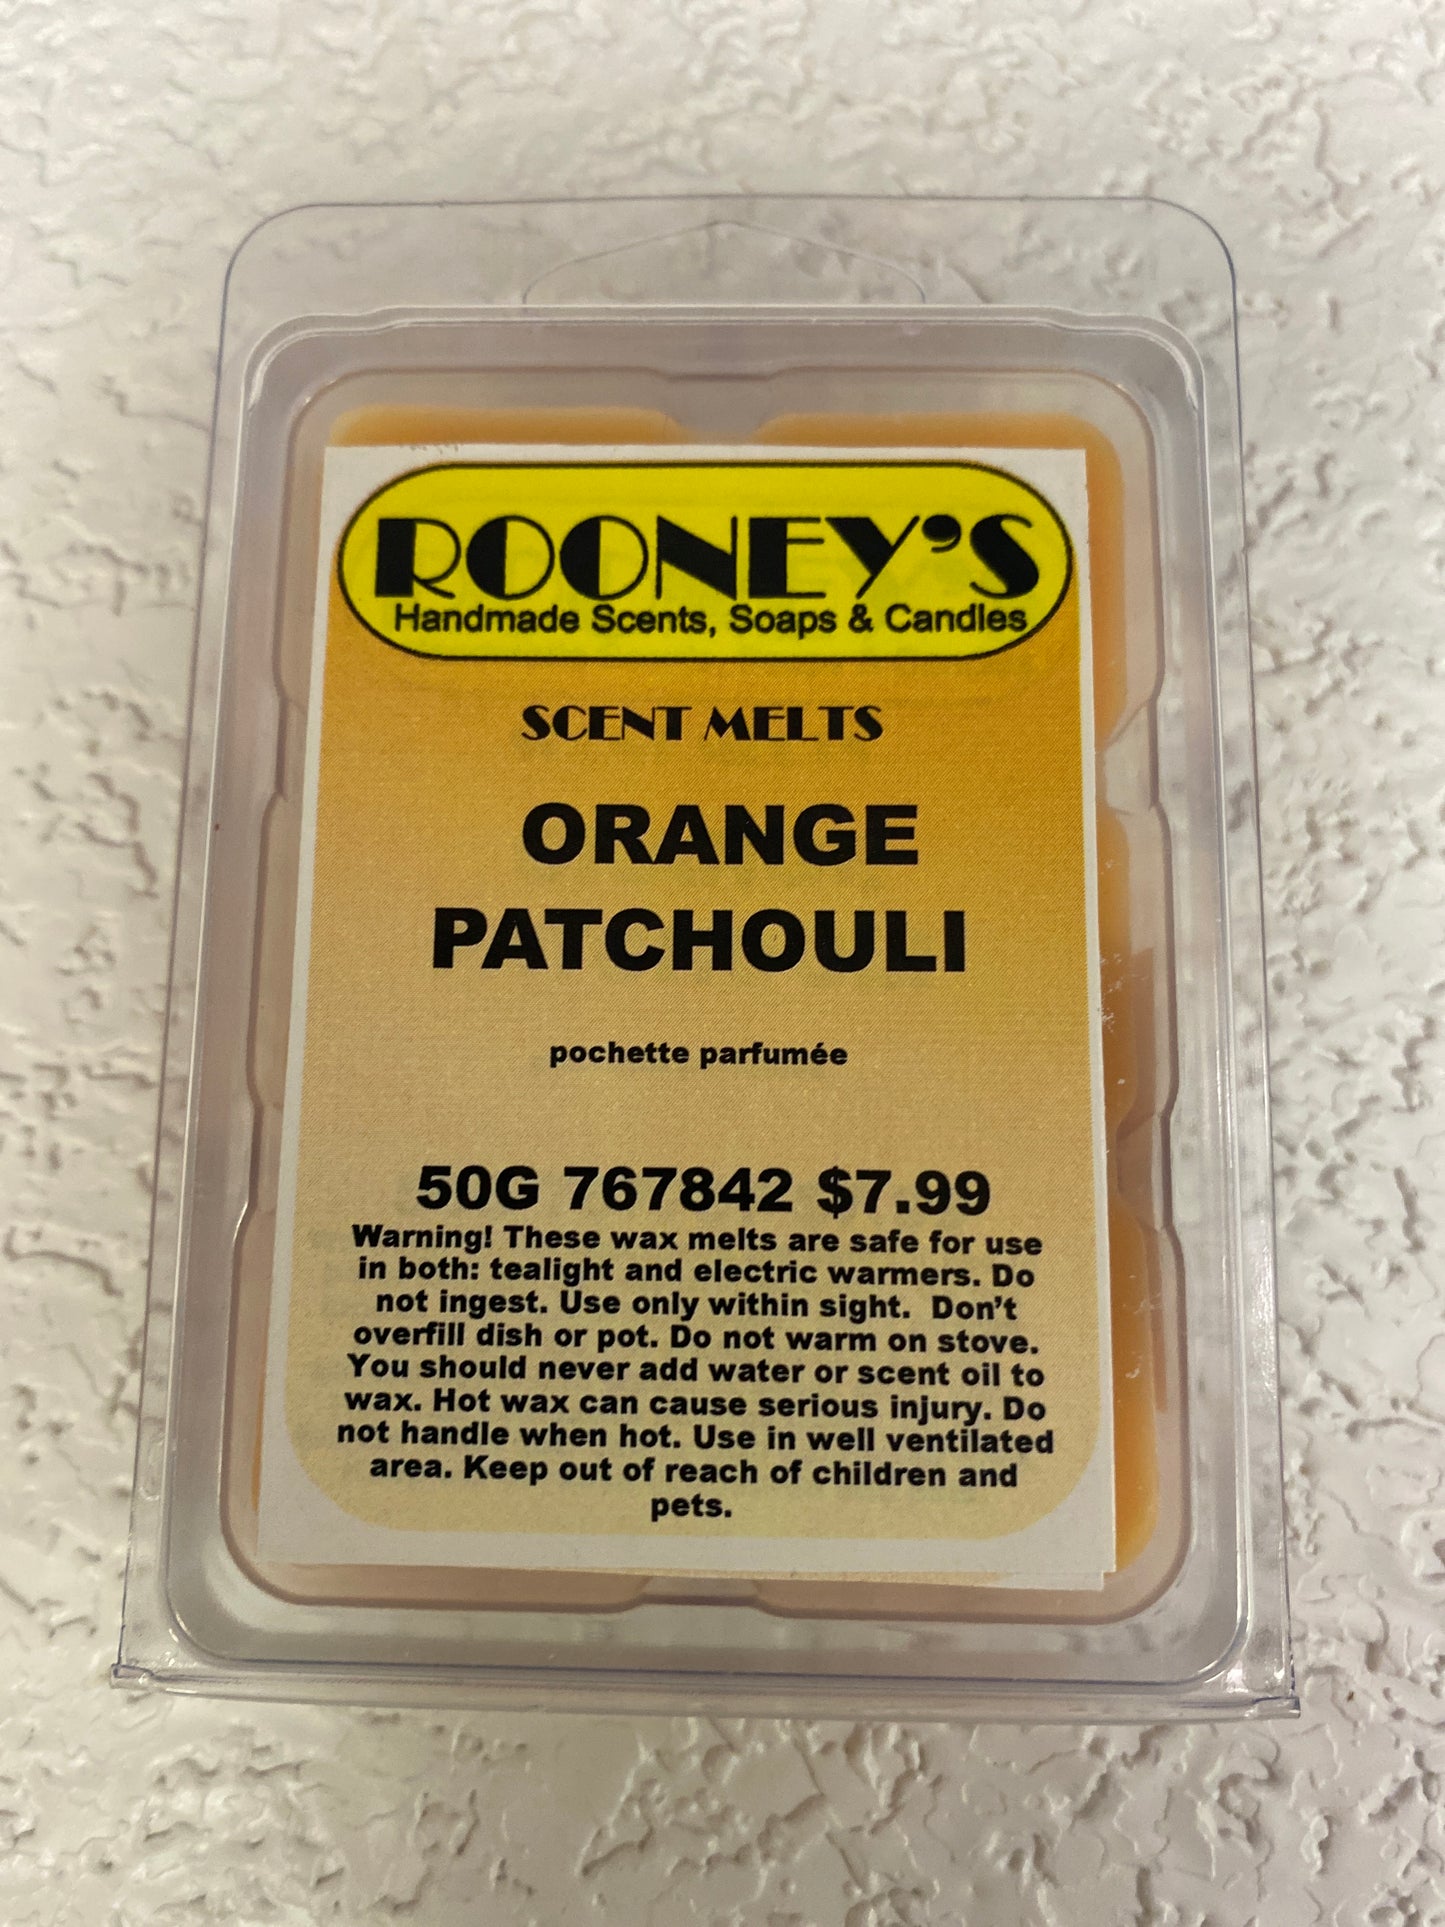 ROONEY'S
Handmade Scents, Soaps & Candles
SCENT MELTS
ORANGE
PATCHOULI
pochette parfumée
50G 767842 $7.99
Warning! These wax melts are safe for use
in both: tealight and electric warmers. Do
not ingest. Use only within sight.  Don't
overfill dish or pot. Do not warm on stove.
You should never add water or scent oil to
wax. Hot wax can cause serious injury. Do
not handle when hot. Use in well ventilated
area. Keep out of reach of children and
pets.